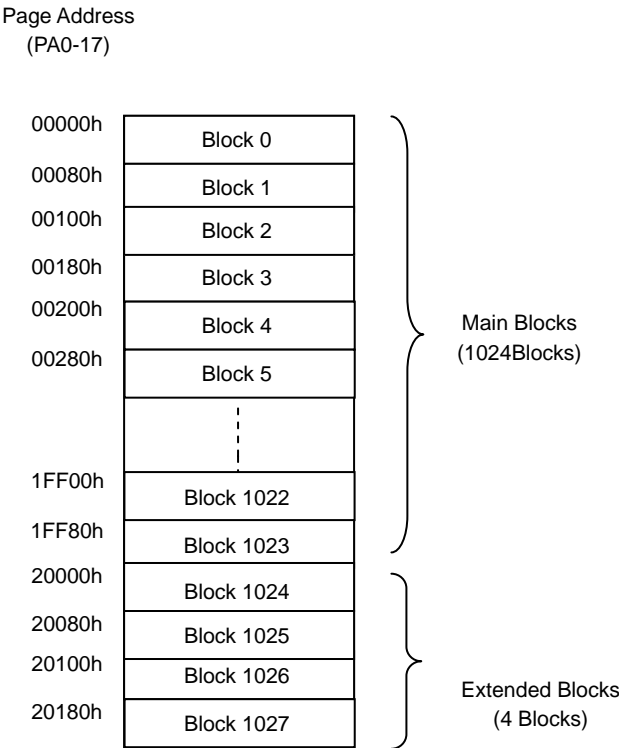 Page Address
(PA0-17)
00000h
Block 0
00080h
Block 1
00100h
Block 2
00180h
Block 3
00200h
Block 4
00280h
Block 5
Main Blocks
(1024Blocks)
1FF00h
Block 1022
1FF80h
Block 1023
20000h
Block 1024
20080h
Block 1025
20100h
Block 1026
20180h
Block 1027
Extended Blocks
(4 Blocks)